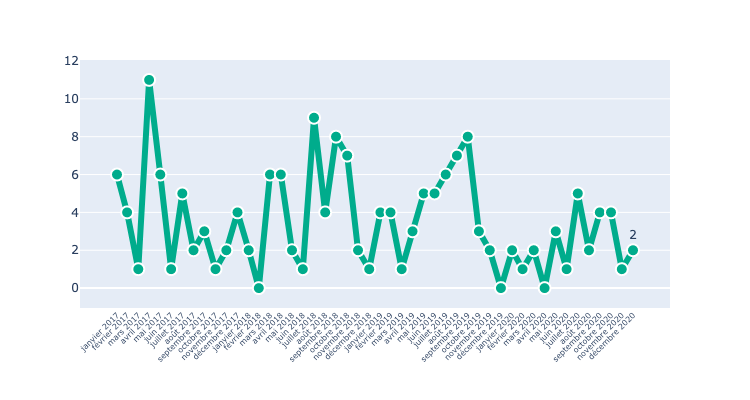 12
10
8
6
4
2
0
2
janvier 2017
février 2017
mars 2017
avril 2017
mai 2017
juin 2017
juillet 2017
août 2017
septembre 2017
octobre 2017
novembre 2017
décembre 2017
janvier 2018
février 2018
mars 2018
avril 2018
mai 2018
juin 2018
juillet 2018
août 2018
septembre 2018
octobre 2018
novembre 2018
décembre 2018
janvier 2019
février 2019
mars 2019
avril 2019
mai 2019
juin 2019
juillet 2019
août 2019
septembre 2019
octobre 2019
novembre 2019
décembre 2019
janvier 2020
février 2020
mars 2020
avril 2020
mai 2020
juin 2020
juillet 2020
août 2020
septembre 2020
octobre 2020
novembre 2020
décembre 2020